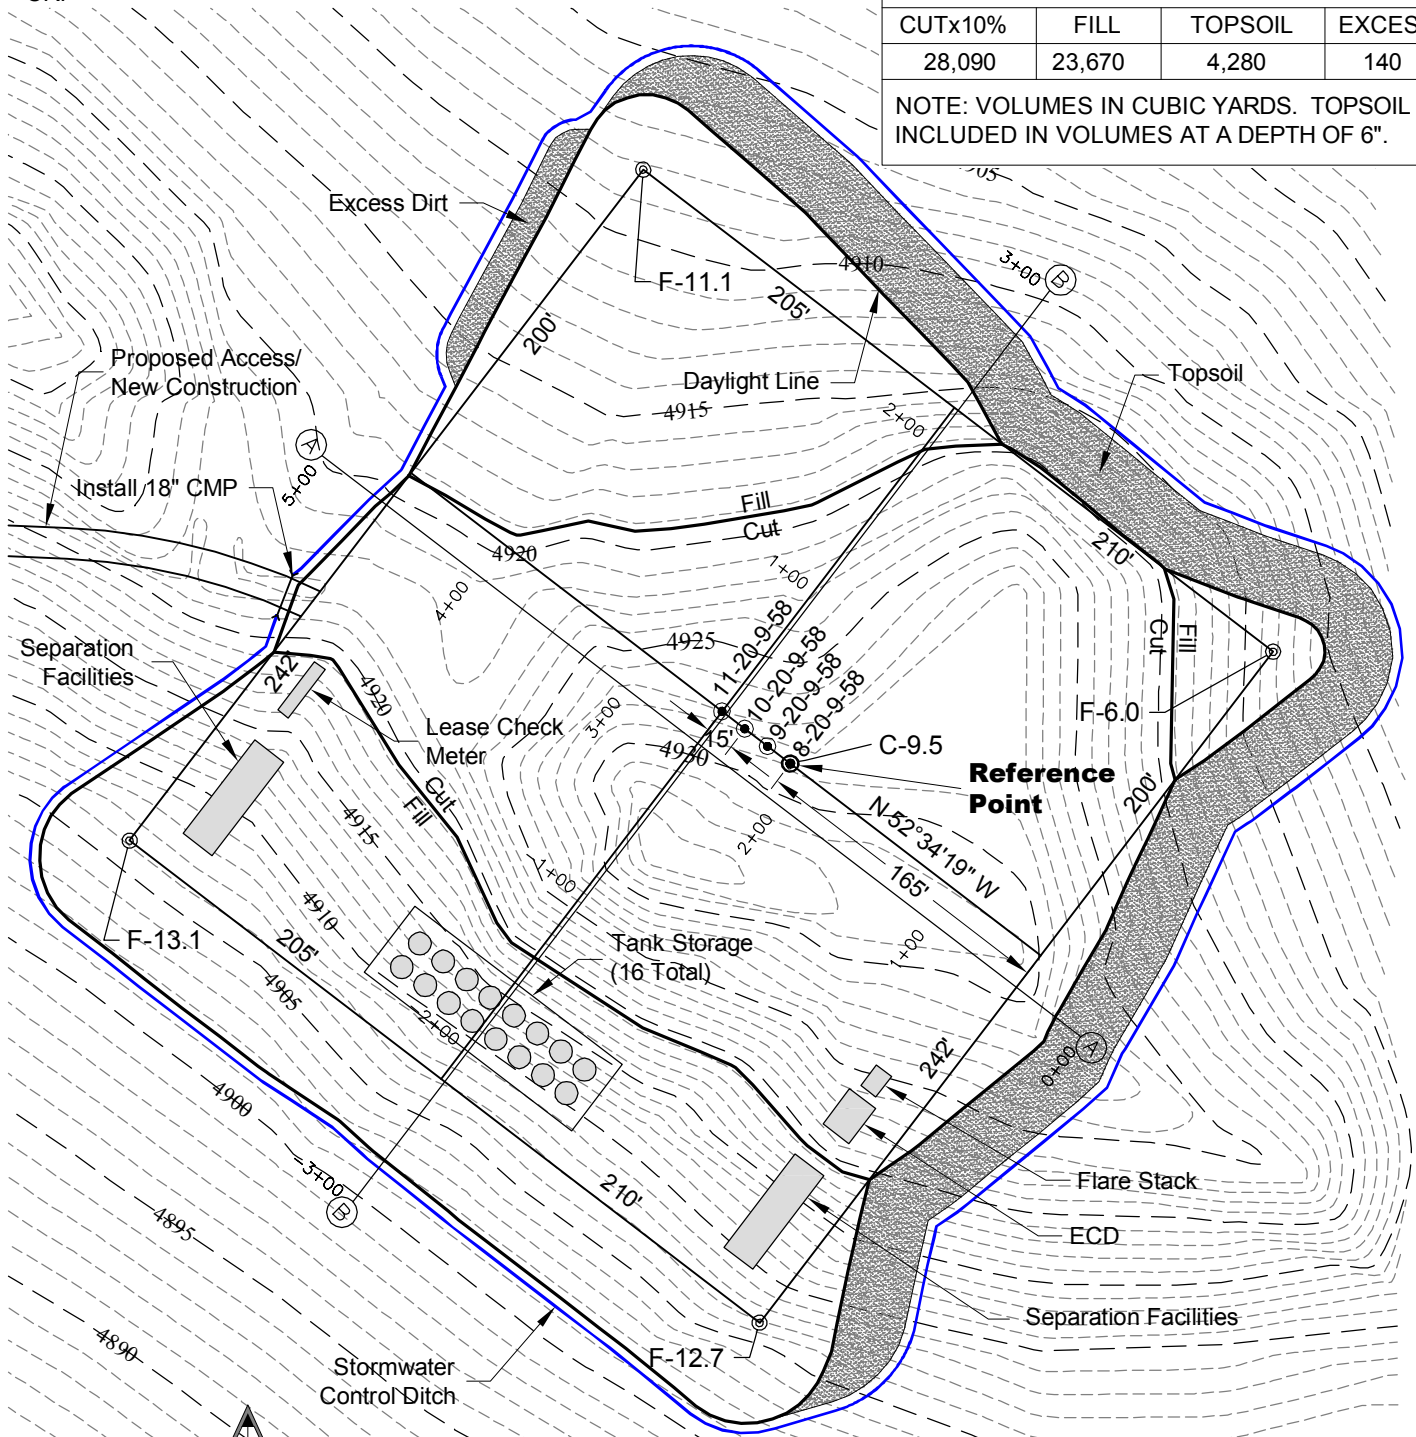 CUTx10% FILL TOPSOIL EXCES
28,090 23,670 4,280 140
NOTE: VOLUMES IN CUBIC YARDS. TOPSOIL
INCLUDED IN VOLUMES AT A DEPTH OF 6".
4905
Excess Dirt
3+00
B
4910
F-11.1
205'
200'
Proposed Access/
New Construction
Daylight Line
Topsoil
4915
2+00
A
5+00
Install 18" CMP
Fill
Cut
4920
210'
1+00
4+00
4925
11-20-9-58
10-20-9-58
9-20-9-58
8-20-9-58
Cut
Fill
Separation
Facilities
242'
4920
3+00
F-6.0
Lease Check
Meter
15'
4930
C-9.5
Reference
Point
200'
Cut
Fill
4915
2+00
N 52°34'19" W
165'
1+00
4910
F-13.1
205'
Tank Storage
(16 Total)
1+00
4905
2+00
242'
0+00
A
4900
-3+00
B
210'
Flare Stack
4895
ECD
Separation Facilities
4890
F-12.7
Stormwater
Control Ditch